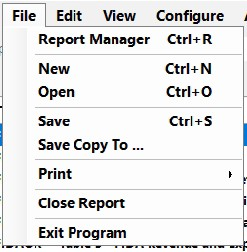 File Edit View Configure
Report Manager Ctrl+R
New Ctrl+N
Open Ctrl+O
Save Ctrl+S
Save Copy To ...
Print
Close Report
Exit Program